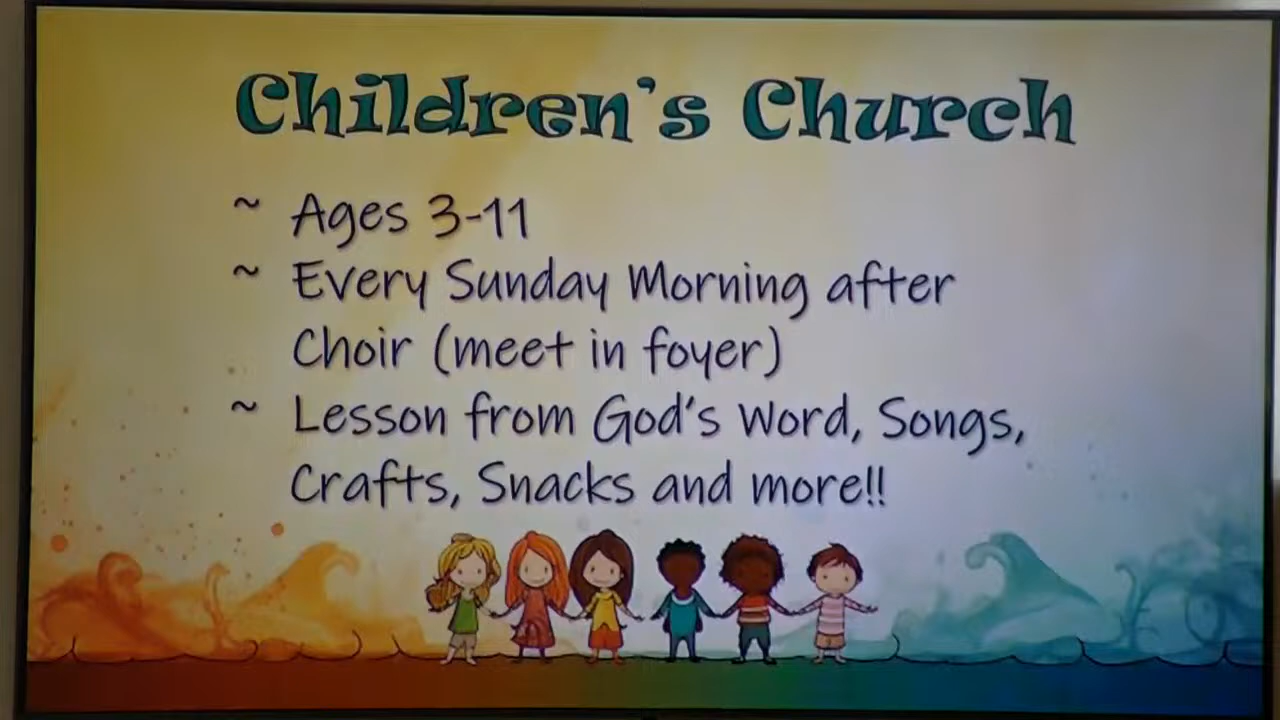 Children's Church
~ Ages 3-11
~ Every Sunday Morning after
Choir (meet in foyer)
~ Lesson from God's Word, Songs,
Crafts, Snacks and more!!